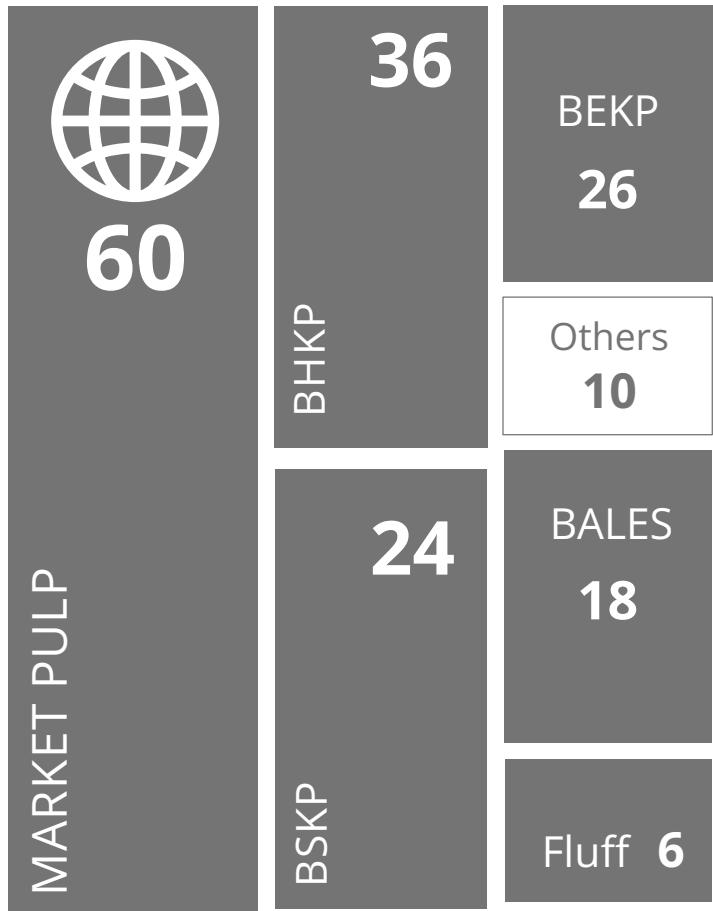 60
MARKET PULP
36
BHKP
24
BSKP
BEKP
26
Others
10
BALES
18
Fluff 6